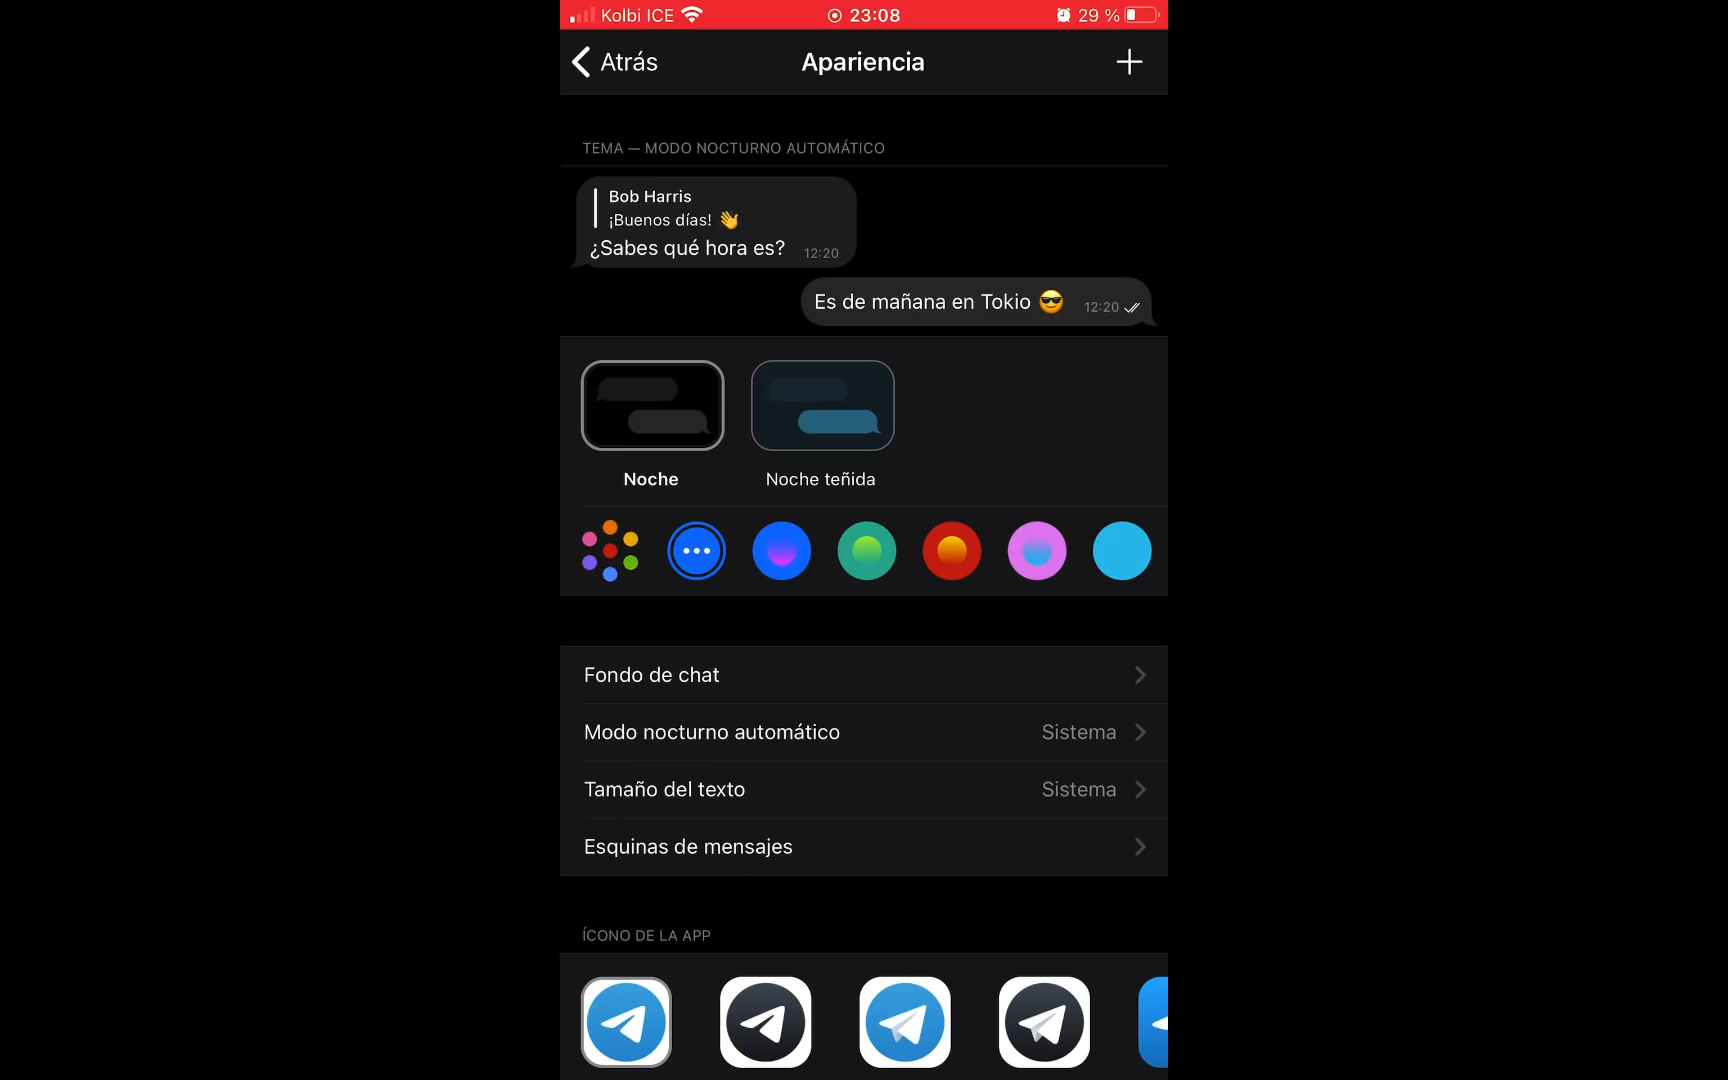 Kolbi ICE 23:08 29 %
Atrás Apariencia
TEMA — MODO NOCTURNO AUTOMÁTICO
Bob Harris
¡Buenos días! 👋
¿Sabes qué hora es? 12:20
Es de mañana en Tokio 😎 12:20
Noche Noche teñida
Fondo de chat
Modo nocturno automático Sistema
Tamaño del texto Sistema
Esquinas de mensajes
ÍCONO DE LA APP